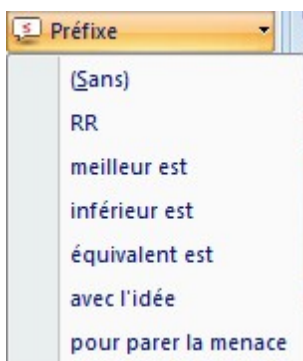 Préfixe
(Sans)
RR
meilleur est
inférieur est
équivalent est
avec l'idée
pour parer la menace